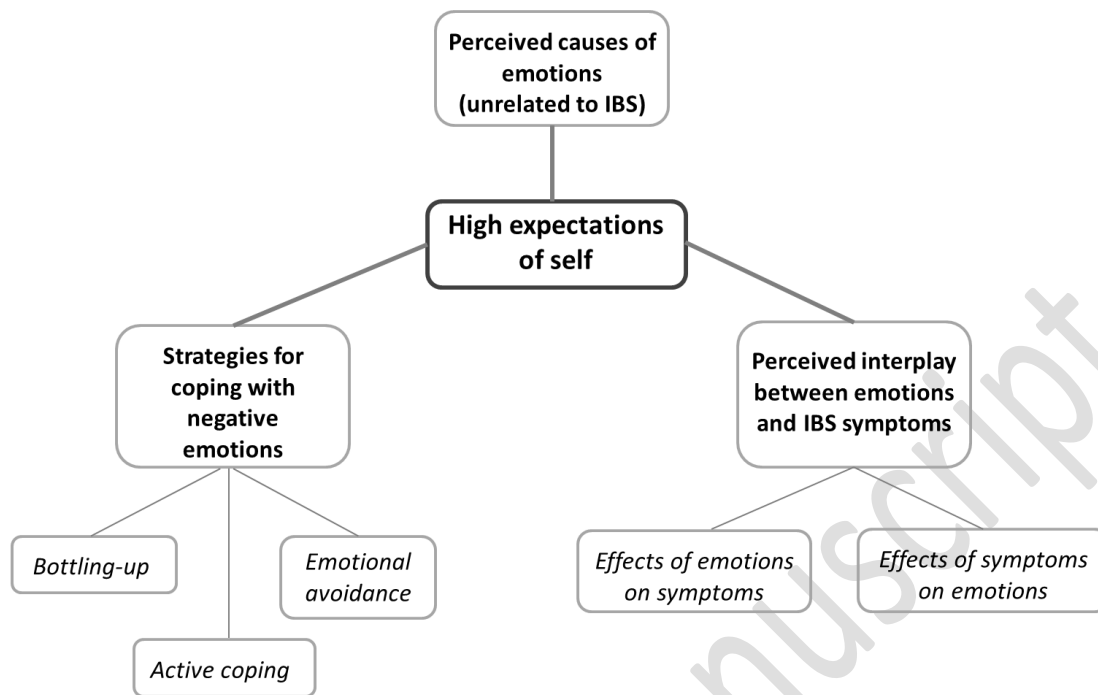 Perceived causes of
emotions
(unrelated to IBS)
High expectations
of self
Strategies for
coping with
negative
emotions
Perceived interplay
between emotions
and IBS symptoms
Bottling-up
Emotional
avoidance
Active coping
Effects of emotions
on symptoms
Effects of symptoms
on emotions
nuscript